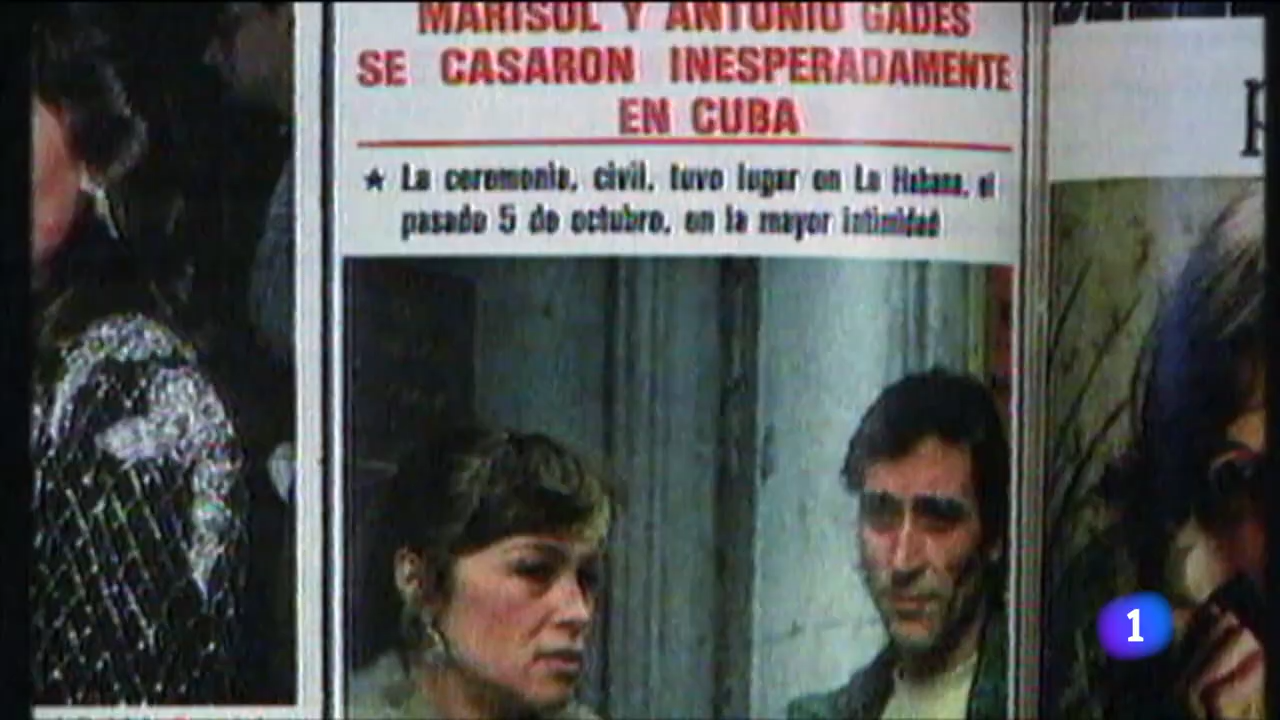 MARISOL Y ANTONIO GADES
SE CASARON INESPERADAMENTE
EN CUBA
★ La ceremonia, civil, tuvo lugar en La Habana, el
pasado 5 de octubre, en la mayor intimidad
1